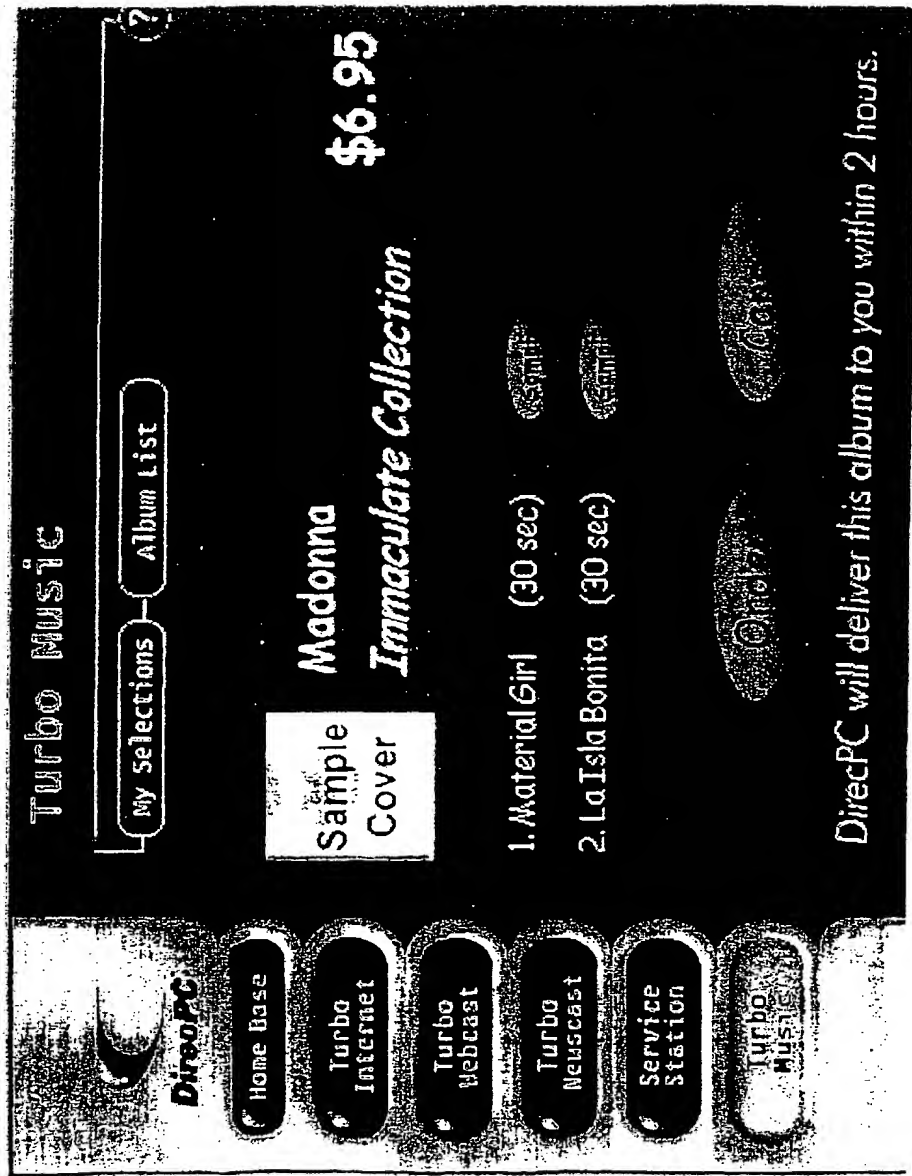 Turbo Music
?
My Selections
Album List
DirecPC
Home Base
Turbo
Internet
Turbo
Webcast
Turbo
Newscast
Service
Station
Turbo
Music
Sample
Cover
Madonna
Immaculate Collection
$6.95
1. Material Girl (30 sec)
2. La Isla Bonita (30 sec)
DirecPC will deliver this album to you within 2 hours.